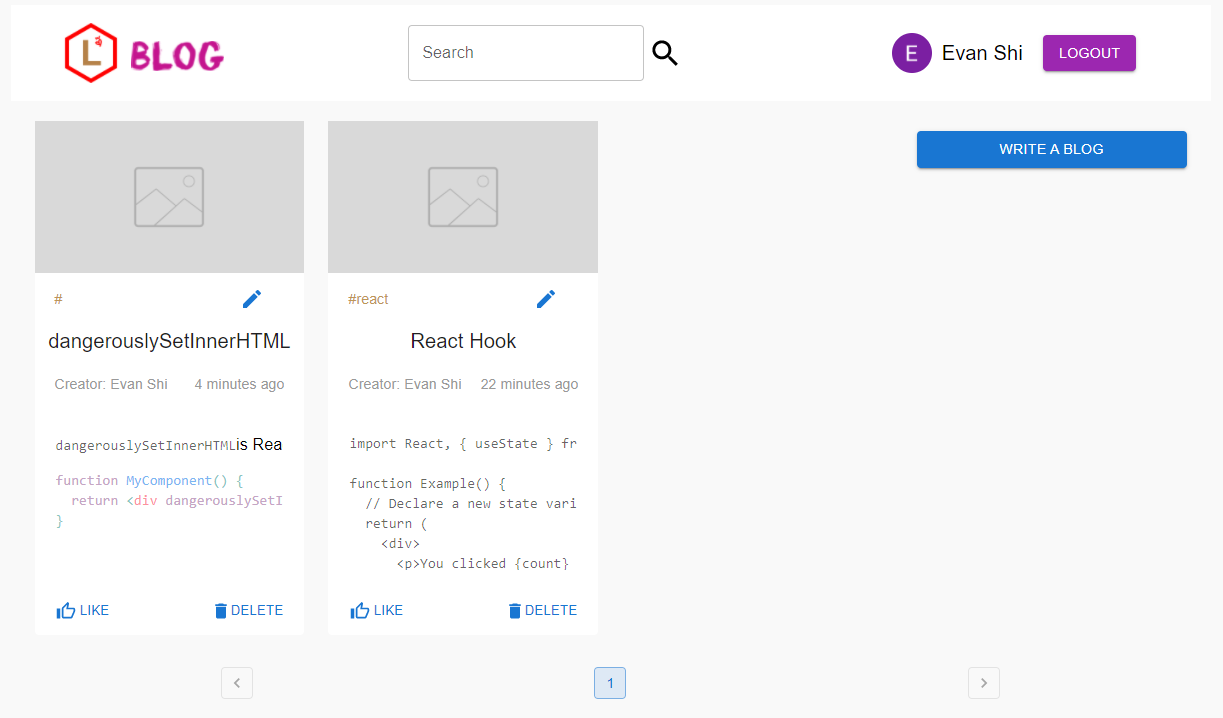 L BLOG
Search
E Evan Shi LOGOUT
WRITE A BLOG
#
dangerouslySetInnerHTML
Creator: Evan Shi 4 minutes ago
dangerouslySetInnerHTMLis Rea
function MyComponent() {
  return <div dangerouslySetI
}
LIKE DELETE
#react
React Hook
Creator: Evan Shi 22 minutes ago
import React, { useState } fr
function Example() {
  // Declare a new state vari
  return (
    <div>
      <p>You clicked {count}
LIKE DELETE
< 1 >